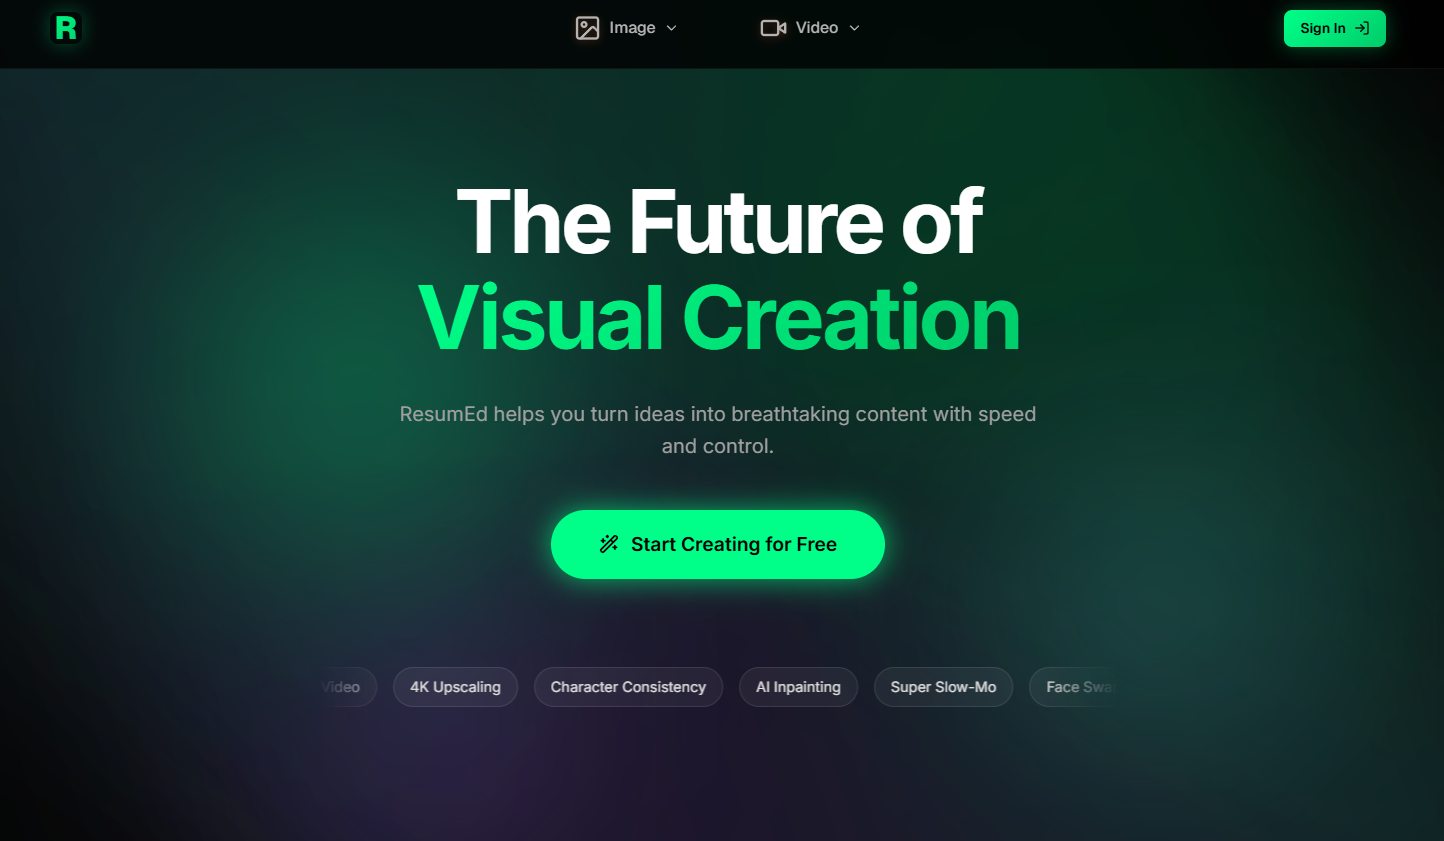 R
Image
Video
Sign In
The Future of
Visual Creation
ResumEd helps you turn ideas into breathtaking content with speed
and control.
Start Creating for Free
Video
4K Upscaling
Character Consistency
AI Inpainting
Super Slow-Mo
Face Swa